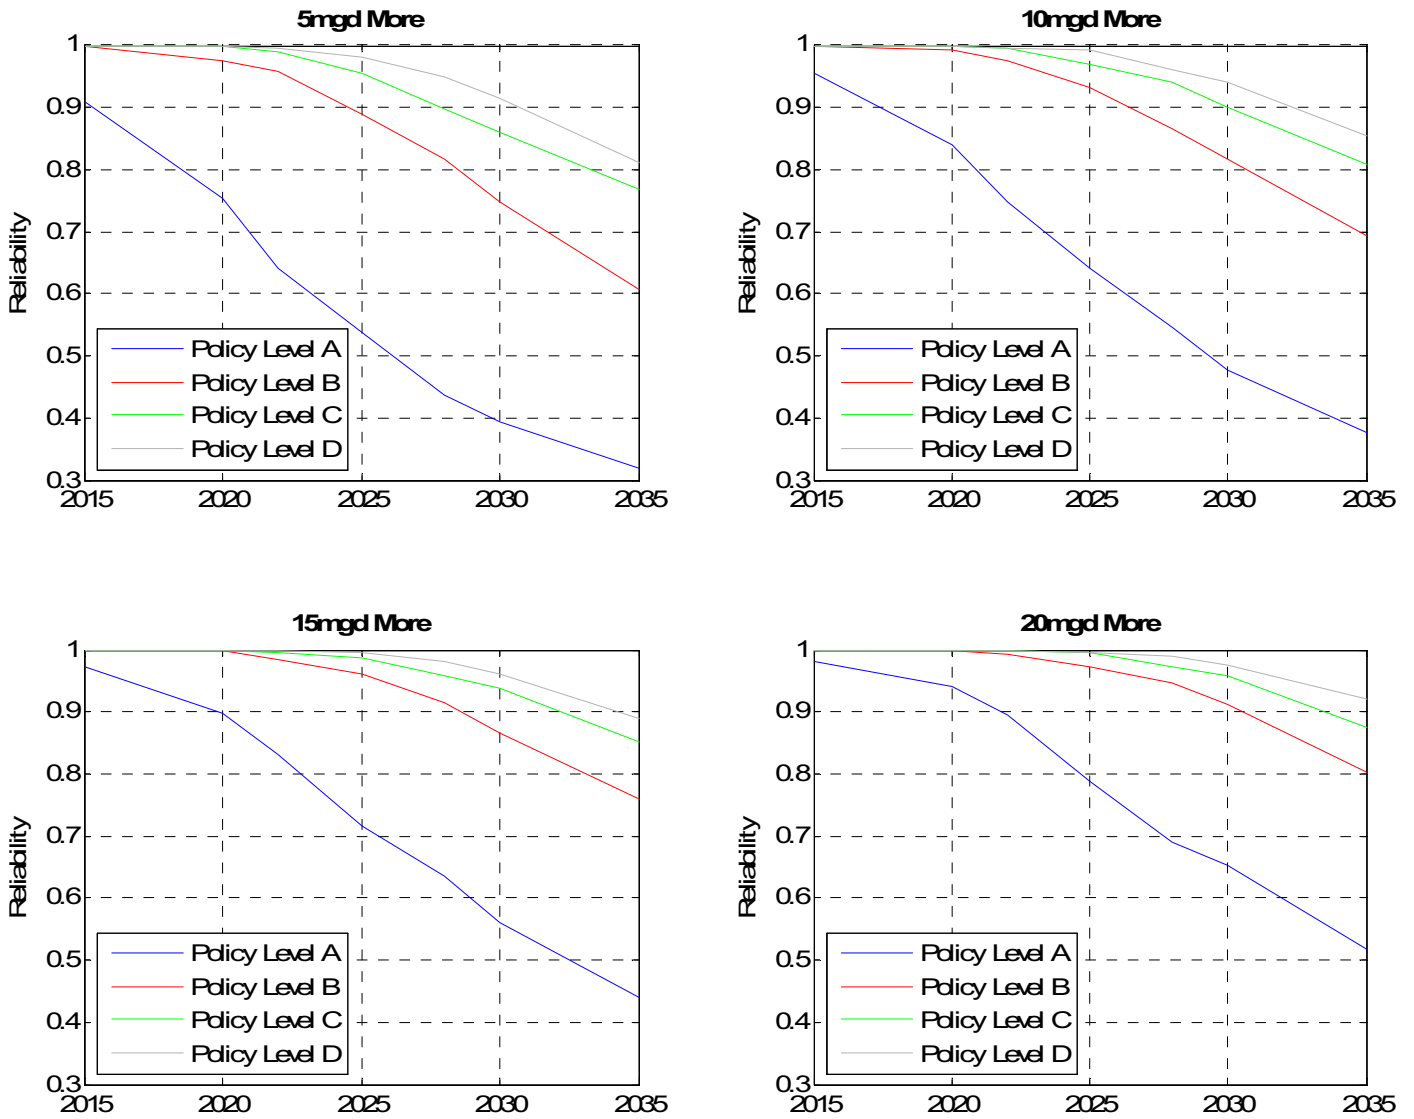 5mgd More
1
0.9
0.8
0.7
0.6
0.5
0.4
0.3
Reliability
Policy Level A
Policy Level B
Policy Level C
Policy Level D
2015 2020 2025 2030 2035
10mgd More
1
0.9
0.8
0.7
0.6
0.5
0.4
0.3
Reliability
Policy Level A
Policy Level B
Policy Level C
Policy Level D
2015 2020 2025 2030 2035
15mgd More
1
0.9
0.8
0.7
0.6
0.5
0.4
0.3
Reliability
Policy Level A
Policy Level B
Policy Level C
Policy Level D
2015 2020 2025 2030 2035
20mgd More
1
0.9
0.8
0.7
0.6
0.5
0.4
0.3
Reliability
Policy Level A
Policy Level B
Policy Level C
Policy Level D
2015 2020 2025 2030 2035